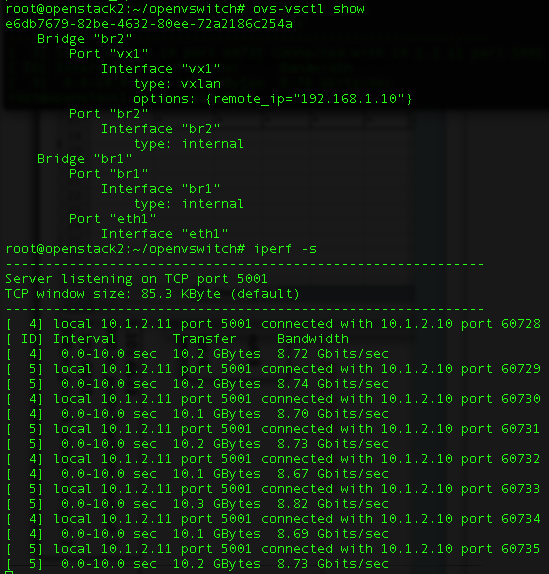 root@openstack2:~/openvswitch# ovs-vsctl show
e6db7679-82be-4632-80ee-72a2186c254a
    Bridge "br2"
        Port "vx1"
            Interface "vx1"
                type: vxlan
                options: {remote_ip="192.168.1.10"}
        Port "br2"
            Interface "br2"
                type: internal
    Bridge "br1"
        Port "br1"
            Interface "br1"
                type: internal
        Port "eth1"
            Interface "eth1"
root@openstack2:~/openvswitch# iperf -s
------------------------------------------------------------
Server listening on TCP port 5001
TCP window size: 85.3 KByte (default)
------------------------------------------------------------
[  4] local 10.1.2.11 port 5001 connected with 10.1.2.10 port 60728
[ ID] Interval       Transfer     Bandwidth
[  4]  0.0-10.0 sec  10.2 GBytes  8.72 Gbits/sec
[  5] local 10.1.2.11 port 5001 connected with 10.1.2.10 port 60729
[  5]  0.0-10.0 sec  10.2 GBytes  8.74 Gbits/sec
[  4] local 10.1.2.11 port 5001 connected with 10.1.2.10 port 60730
[  4]  0.0-10.0 sec  10.1 GBytes  8.70 Gbits/sec
[  5] local 10.1.2.11 port 5001 connected with 10.1.2.10 port 60731
[  5]  0.0-10.0 sec  10.2 GBytes  8.73 Gbits/sec
[  4] local 10.1.2.11 port 5001 connected with 10.1.2.10 port 60732
[  4]  0.0-10.0 sec  10.1 GBytes  8.67 Gbits/sec
[  5] local 10.1.2.11 port 5001 connected with 10.1.2.10 port 60733
[  5]  0.0-10.0 sec  10.3 GBytes  8.82 Gbits/sec
[  4] local 10.1.2.11 port 5001 connected with 10.1.2.10 port 60734
[  4]  0.0-10.0 sec  10.1 GBytes  8.69 Gbits/sec
[  5] local 10.1.2.11 port 5001 connected with 10.1.2.10 port 60735
[  5]  0.0-10.0 sec  10.2 GBytes  8.73 Gbits/sec